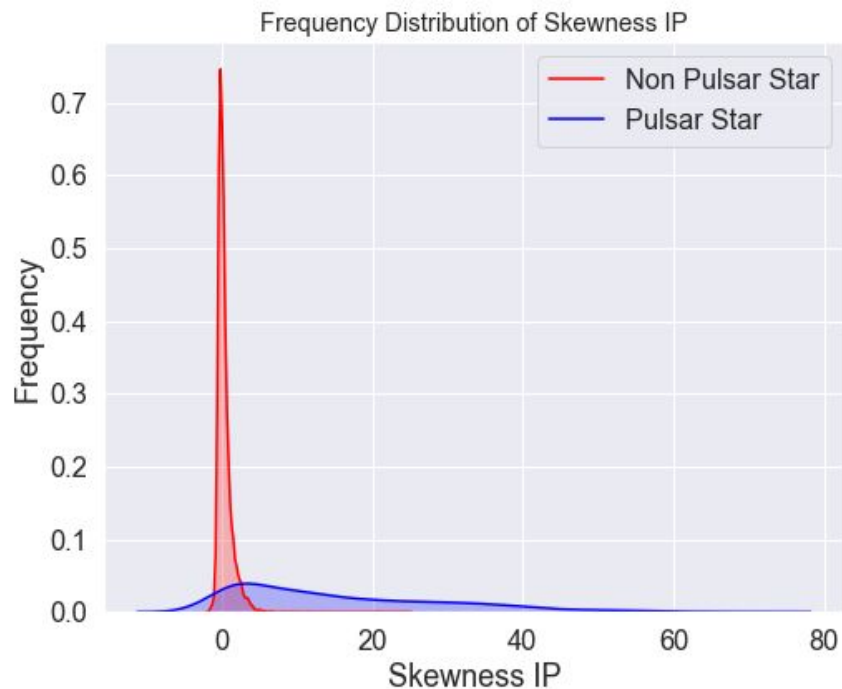 Frequency Distribution of Skewness IP
Non Pulsar Star
Pulsar Star
0.7
0.6
0.5
0.4
0.3
0.2
0.1
0.0
Frequency
0
20
40
60
80
Skewness IP